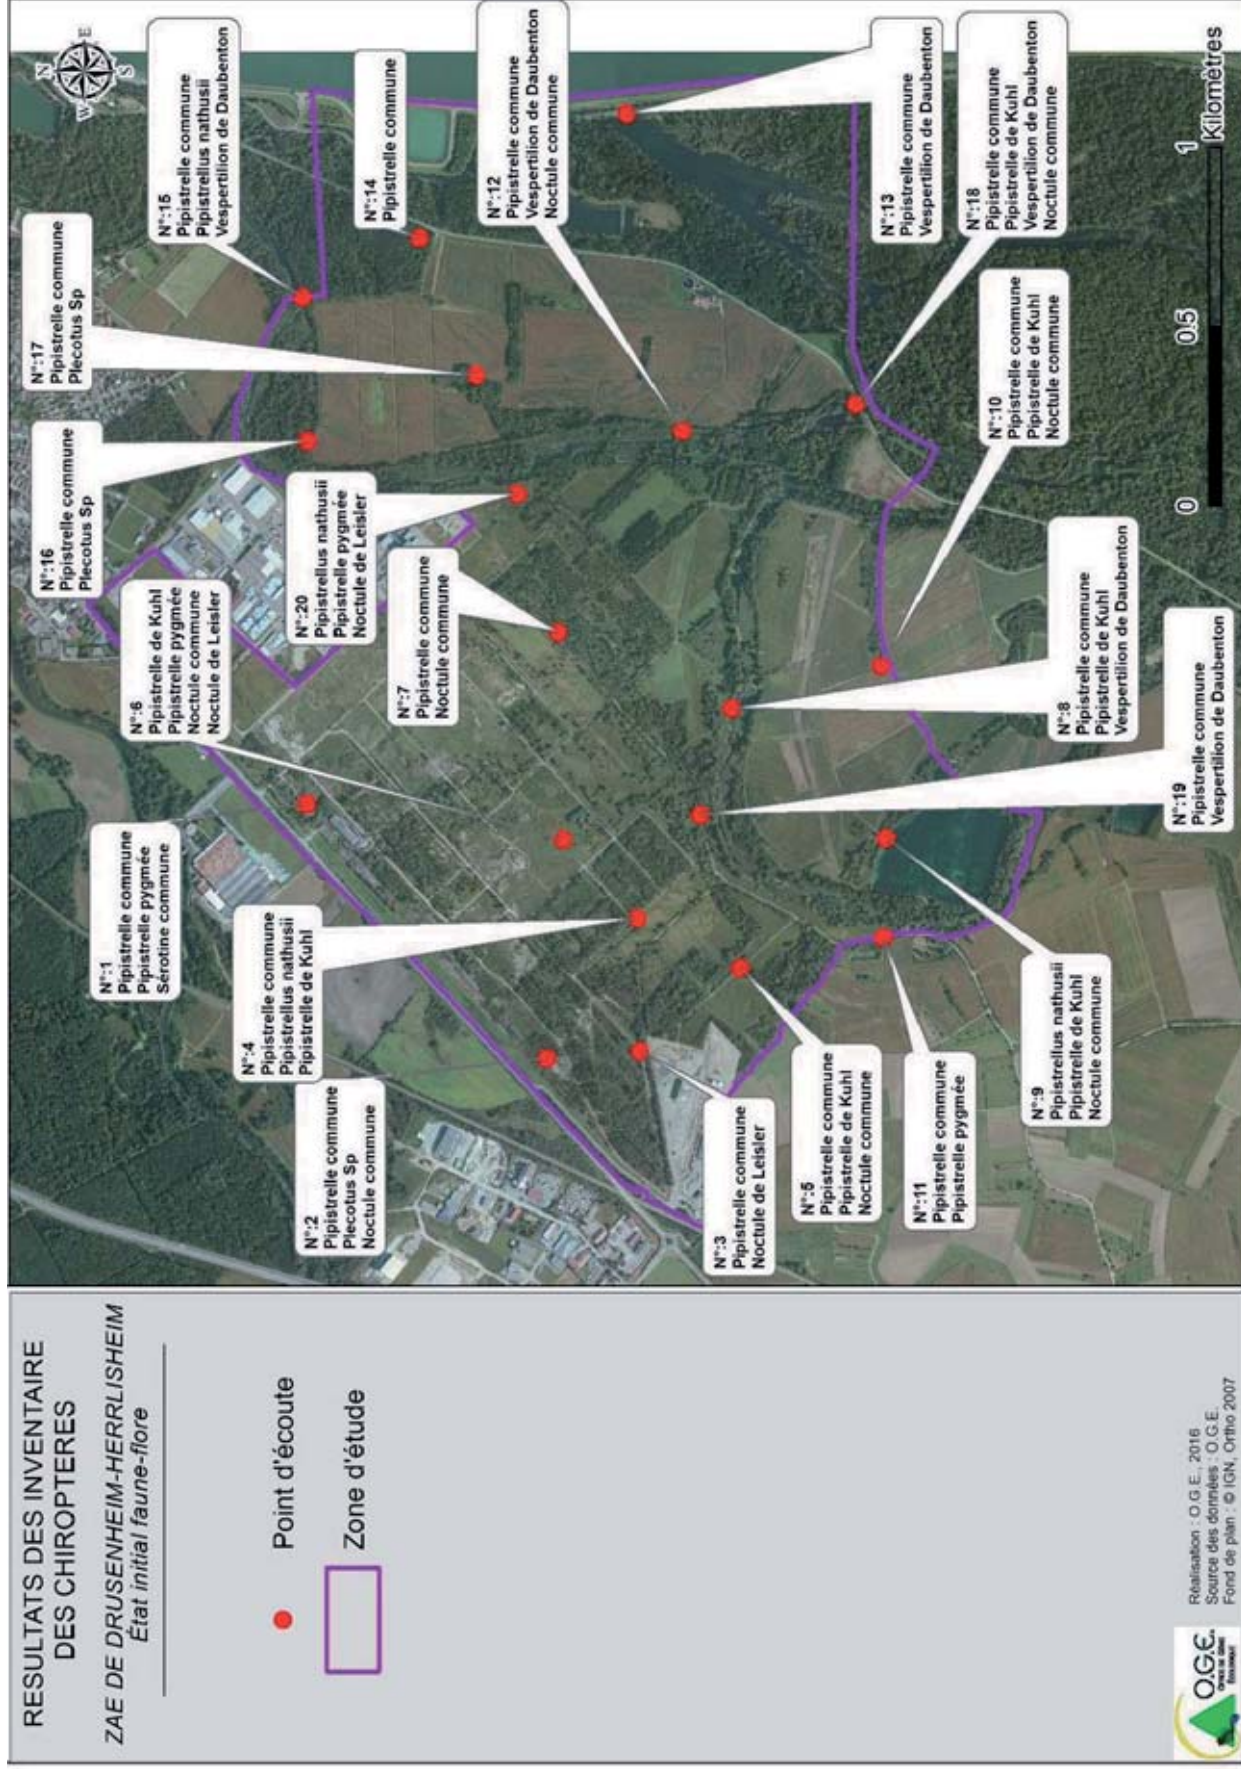 RESULTATS DES INVENTAIRE
DES CHIROPTERES
ZAE DE DRUSENHEIM-HERRLISHEIM
État initial faune-flore
Point d'écoute
Zone d'étude
Réalisation : O.G.E., 2016
Source des données : O.G.E.
Fond de plan : © IGN, Ortho 2007
O.G.E.
OFFICE DE GÉNIE
ÉCOLOGIQUE
N°:1
Pipistrelle commune
Pipistrelle pygmée
Sérotine commune
N°:6
Pipistrelle de Kuhl
Pipistrelle pygmée
Noctule commune
Noctule de Leisler
N°:16
Pipistrelle commune
Plecotus Sp
N°:17
Pipistrelle commune
Plecotus Sp
N°:15
Pipistrelle commune
Pipistrellus nathusii
Vespertilion de Daubenton
N
E
S
W
N°:4
Pipistrelle commune
Pipistrellus nathusii
Pipistrelle de Kuhl
N°:2
Pipistrelle commune
Plecotus Sp
Noctule commune
N°:20
Pipistrellus nathusii
Pipistrelle pygmée
Noctule de Leisler
N°:7
Pipistrelle commune
Noctule commune
N°:14
Pipistrelle commune
N°:12
Pipistrelle commune
Vespertilion de Daubenton
Noctule commune
N°:3
Pipistrelle commune
Noctule de Leisler
N°:5
Pipistrelle commune
Pipistrelle de Kuhl
Noctule commune
N°:11
Pipistrelle commune
Pipistrelle pygmée
N°:9
Pipistrellus nathusii
Pipistrelle de Kuhl
Noctule commune
N°:19
Pipistrelle commune
Vespertilion de Daubenton
N°:8
Pipistrelle commune
Pipistrelle de Kuhl
Vespertilion de Daubenton
N°:10
Pipistrelle commune
Pipistrelle de Kuhl
Noctule commune
N°:18
Pipistrelle commune
Pipistrelle de Kuhl
Vespertilion de Daubenton
Noctule commune
N°:13
Pipistrelle commune
Vespertilion de Daubenton
0 0.5 1
Kilomètres